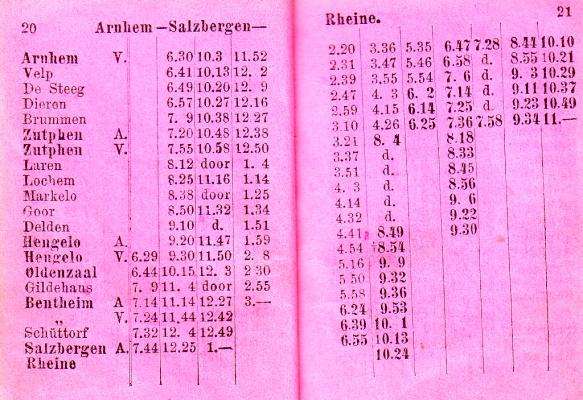 20 Arnhem—Salzbergen—
Arnhem V. 6.30 10.3 11.52
Velp 6.41 10.13 12. 2
De Steeg 6.49 10.20 12. 9
Dieren 6.57 10.27 12.16
Brummen 7. 9 10.38 12 27
Zutphen A. 7.20 10.48 12.38
Zutphen V. 7.55 10.58 12.50
Laren 8.12 door 1. 4
Lochem 8.25 11.16 1.14
Markelo 8.38 door 1.25
Goor 8.50 11.32 1.34
Delden 9.10 d. 1.51
Hengelo A. 9.20 11.47 1.59
Hengelo V. 6.29 9.30 11.50 2. 8
Oldenzaal 6.44 10.15 12. 3 2 30
Gildehaus 7. 9 11. 4 door 2.55
Bentheim A 7.14 11.14 12.27 3.—
„ V. 7.24 11.44 12.42
Schüttorf 7.32 12. 4 12.49
Salzbergen A. 7.44 12.25 1.—
Rheine
Rheine. 21
2.20 3.36 5.35 6.47 7.28 8.44 10.10
2.31 3.47 5.46 6.58 d. 8.55 10.21
2.39 3.55 5.54 7. 6 d. 9. 3 10.29
2.47 4. 3 6. 2 7.14 d. 9.11 10.37
2.59 4.15 6.14 7.25 d. 9.23 10.49
3.10 4.26 6.25 7.36 7.58 9.34 11.—
3.21 8. 4 8.18
3.37 d. 8.33
3.51 d. 8.45
4. 3 d. 8.56
4.14 d. 9. 6
4.32 d. 9.22
4.41 8.49 9.30
4.54 8.54
5.16 9. 9
5.50 9.32
5.58 9.36
6.24 9.53
6.39 10. 1
6.55 10.13
10.24